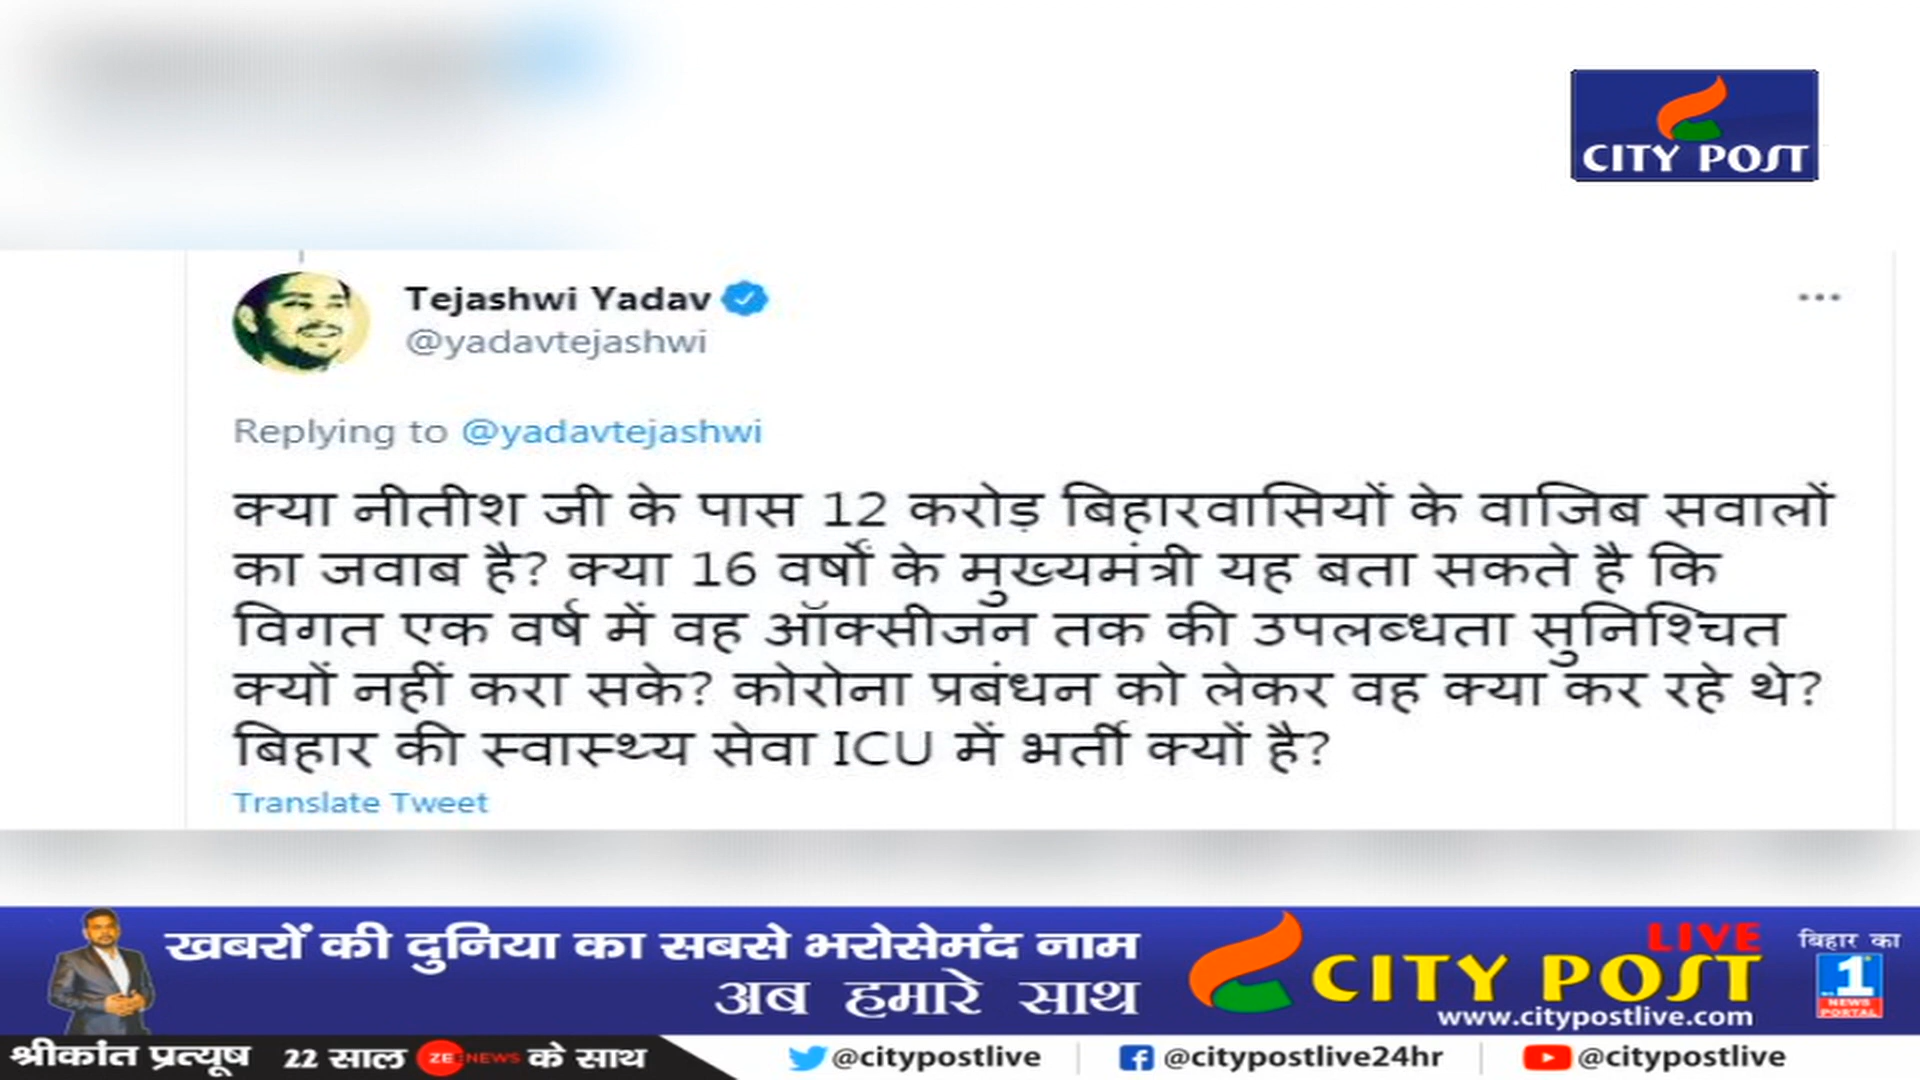 CITY POST
Tejashwi Yadav
@yadavtejashwi
Replying to @yadavtejashwi
क्या नीतीश जी के पास 12 करोड़ बिहारवासियों के वाजिब सवालों
का जवाब है? क्या 16 वर्षों के मुख्यमंत्री यह बता सकते है कि
विगत एक वर्ष में वह ऑक्सीजन तक की उपलब्धता सुनिश्चित
क्यों नहीं करा सके? कोरोना प्रबंधन को लेकर वह क्या कर रहे थे?
बिहार की स्वास्थ्य सेवा ICU में भर्ती क्यों है?
Translate Tweet
खबरों की दुनिया का सबसे भरोसेमंद नाम
अब हमारे साथ
LIVE
CITY POST
www.citypostlive.com
बिहार का
1
NEWS
PORTAL
श्रीकांत प्रत्यूष 22 साल ZEE NEWS के साथ
@citypostlive
@citypostlive24hr
@citypostlive